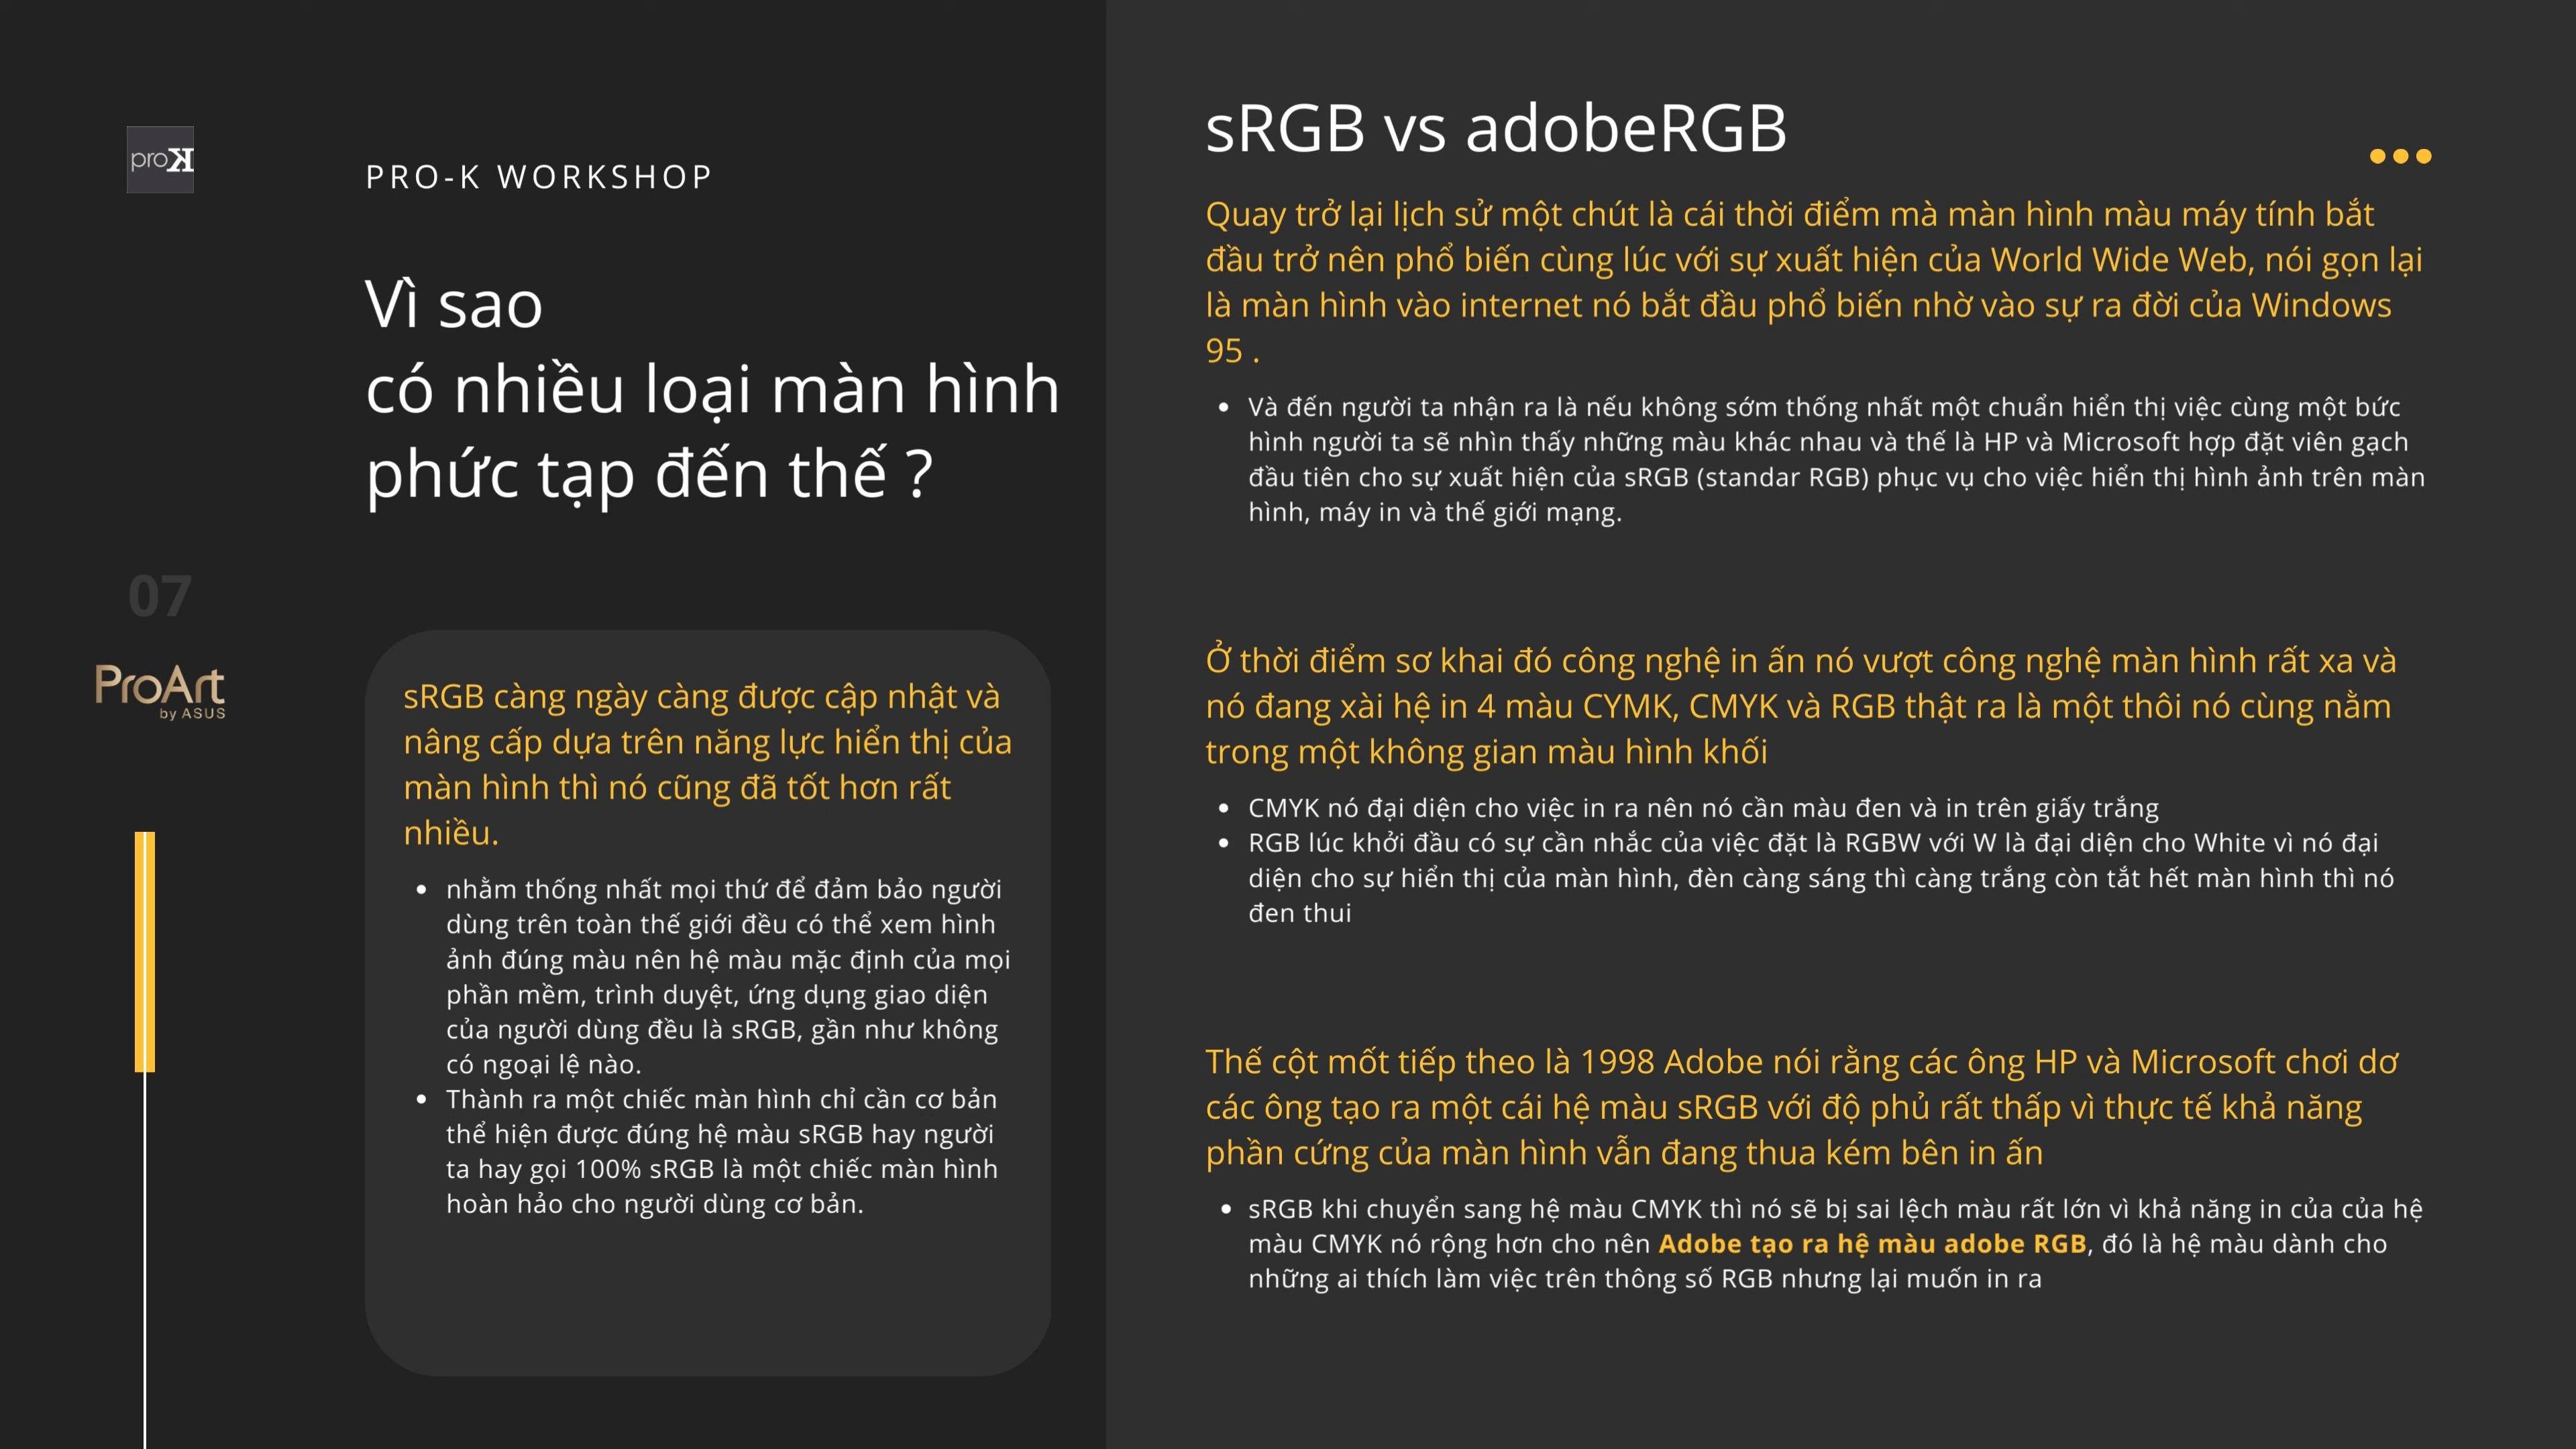 proK
PRO-K WORKSHOP
Vì sao
có nhiều loại màn hình
phức tạp đến thế ?
07
ProArt
by ASUS
sRGB càng ngày càng được cập nhật và
nâng cấp dựa trên năng lực hiển thị của
màn hình thì nó cũng đã tốt hơn rất
nhiều.
• nhằm thống nhất mọi thứ để đảm bảo người
dùng trên toàn thế giới đều có thể xem hình
ảnh đúng màu nên hệ màu mặc định của mọi
phần mềm, trình duyệt, ứng dụng giao diện
của người dùng đều là sRGB, gần như không
có ngoại lệ nào.
• Thành ra một chiếc màn hình chỉ cần cơ bản
thể hiện được đúng hệ màu sRGB hay người
ta hay gọi 100% sRGB là một chiếc màn hình
hoàn hảo cho người dùng cơ bản.
sRGB vs adobeRGB
Quay trở lại lịch sử một chút là cái thời điểm mà màn hình màu máy tính bắt
đầu trở nên phổ biến cùng lúc với sự xuất hiện của World Wide Web, nói gọn lại
là màn hình vào internet nó bắt đầu phổ biến nhờ vào sự ra đời của Windows
95 .
• Và đến người ta nhận ra là nếu không sớm thống nhất một chuẩn hiển thị việc cùng một bức
hình người ta sẽ nhìn thấy những màu khác nhau và thế là HP và Microsoft hợp đặt viên gạch
đầu tiên cho sự xuất hiện của sRGB (standar RGB) phục vụ cho việc hiển thị hình ảnh trên màn
hình, máy in và thế giới mạng.
Ở thời điểm sơ khai đó công nghệ in ấn nó vượt công nghệ màn hình rất xa và
nó đang xài hệ in 4 màu CYMK, CMYK và RGB thật ra là một thôi nó cùng nằm
trong một không gian màu hình khối
• CMYK nó đại diện cho việc in ra nên nó cần màu đen và in trên giấy trắng
• RGB lúc khởi đầu có sự cần nhắc của việc đặt là RGBW với W là đại diện cho White vì nó đại
diện cho sự hiển thị của màn hình, đèn càng sáng thì càng trắng còn tắt hết màn hình thì nó
đen thui
Thế cột mốt tiếp theo là 1998 Adobe nói rằng các ông HP và Microsoft chơi dơ
các ông tạo ra một cái hệ màu sRGB với độ phủ rất thấp vì thực tế khả năng
phần cứng của màn hình vẫn đang thua kém bên in ấn
• sRGB khi chuyển sang hệ màu CMYK thì nó sẽ bị sai lệch màu rất lớn vì khả năng in của của hệ
màu CMYK nó rộng hơn cho nên Adobe tạo ra hệ màu adobe RGB, đó là hệ màu dành cho
những ai thích làm việc trên thông số RGB nhưng lại muốn in ra